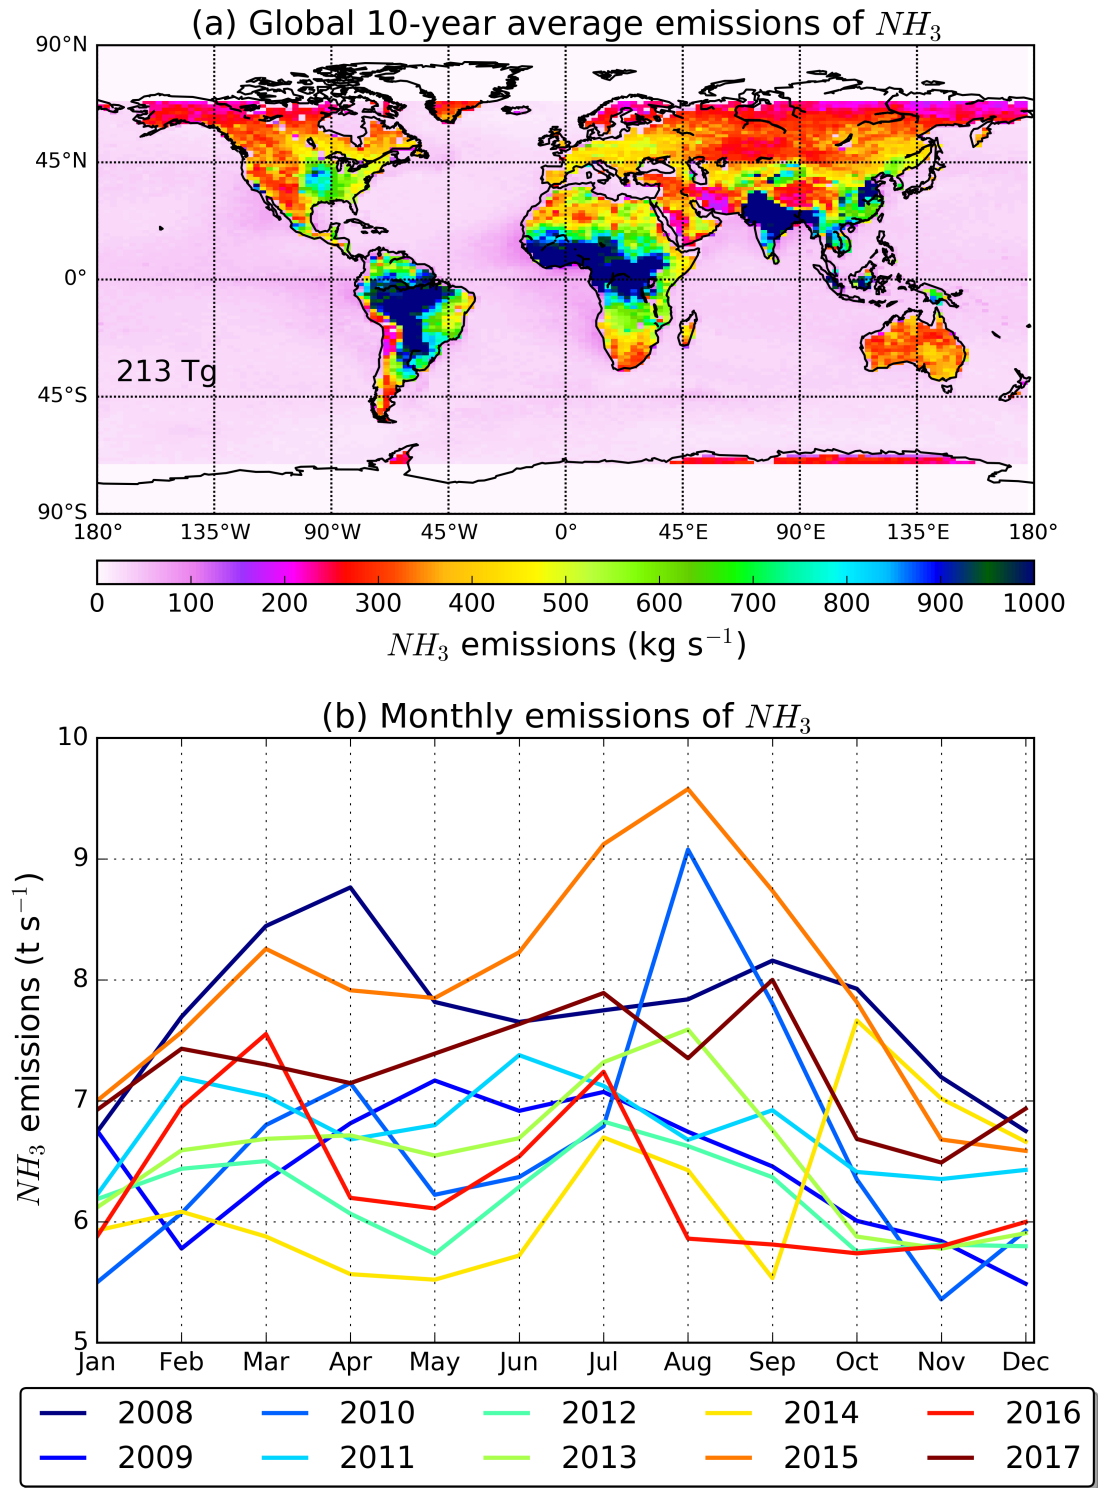 (a) Global 10-year average emissions of NH₃
90°N
45°N
0°
45°S
90°S
213 Tg
180° 135°W 90°W 45°W 0° 45°E 90°E 135°E 180°
0 100 200 300 400 500 600 700 800 900 1000
NH₃ emissions (kg s⁻¹)
(b) Monthly emissions of NH₃
NH₃ emissions (t s⁻¹)
10
9
8
7
6
5
Jan Feb Mar Apr May Jun Jul Aug Sep Oct Nov Dec
2008 2010 2012 2014 2016
2009 2011 2013 2015 2017